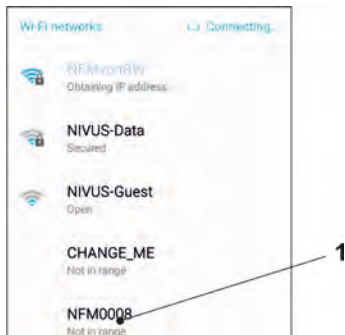 Wi-Fi networks Connecting...
Obtaining IP address
NIVUS-Data
Secured
NIVUS-Guest
Open
CHANGE_ME
Not in range
1
NFM0008
Not in range